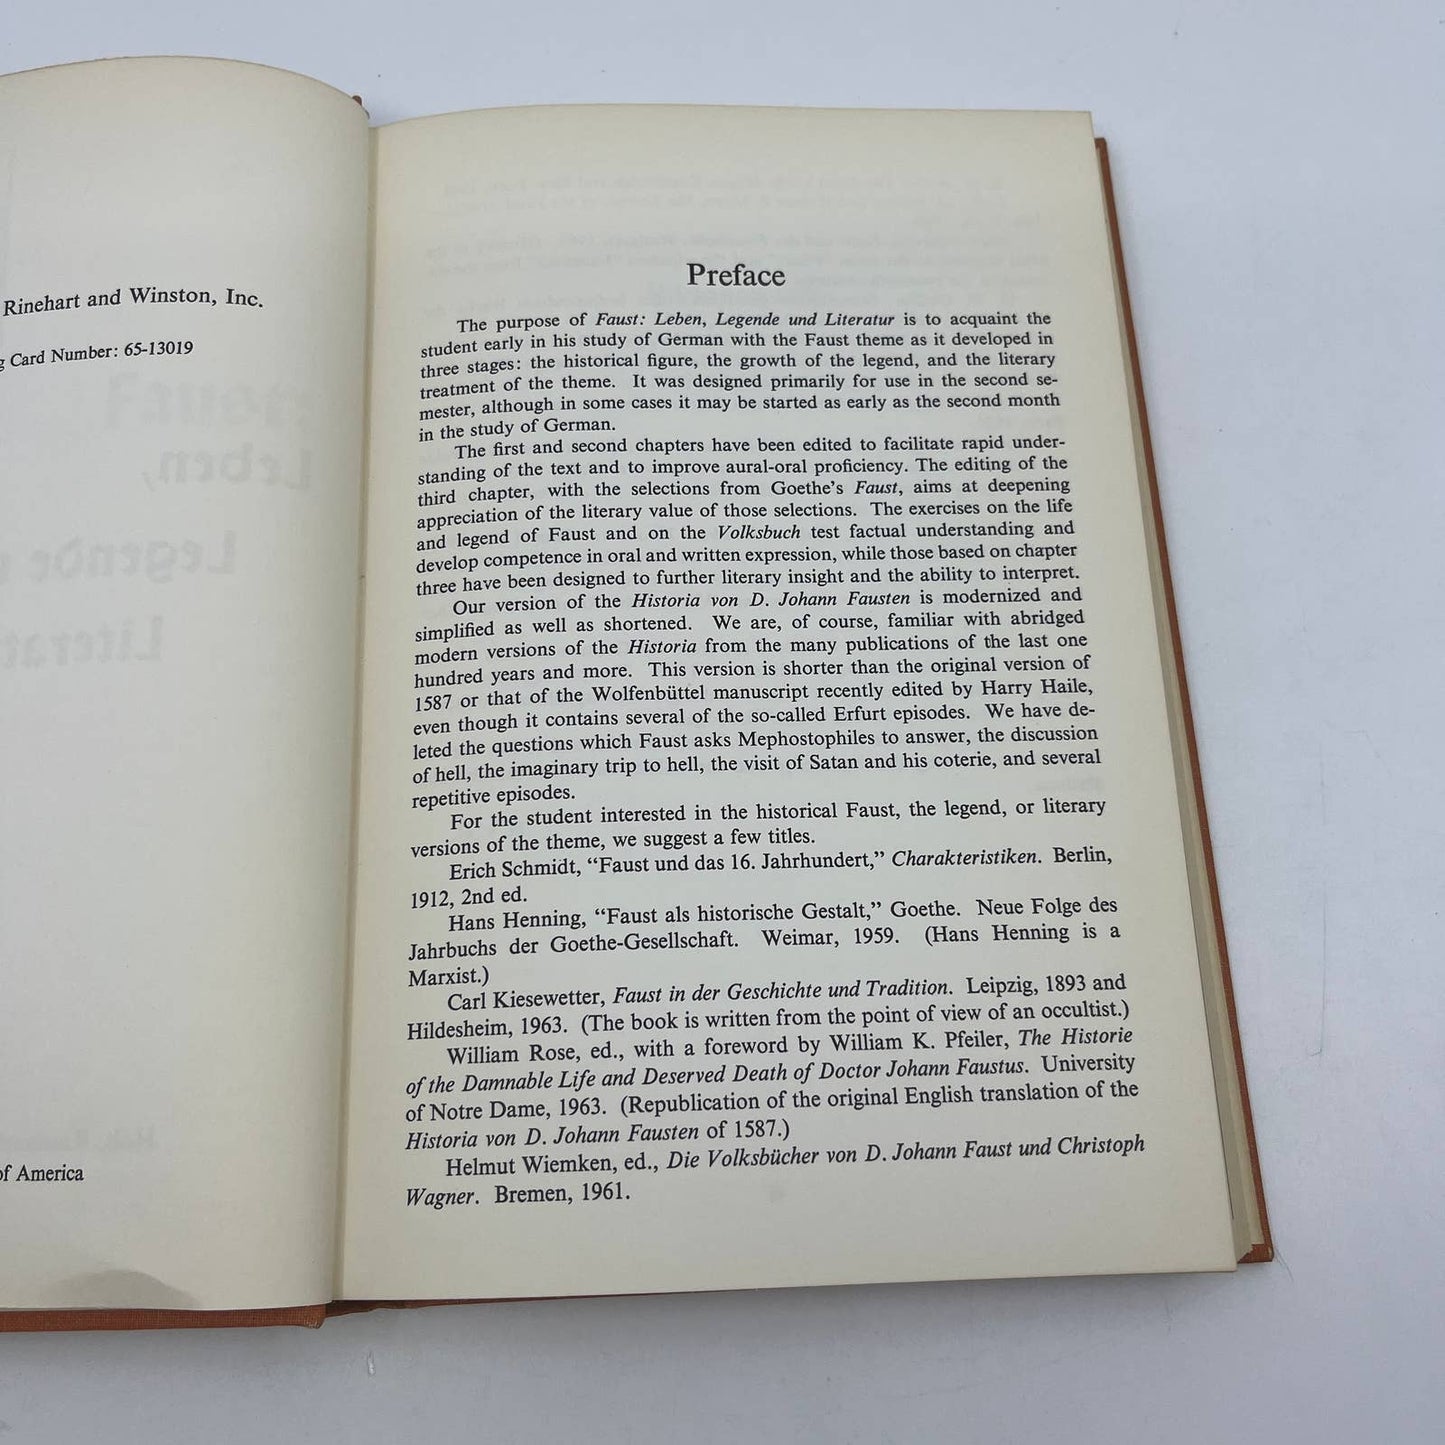 Rinehart and Winston, Inc.
Card Number: 65-13019
of America
Preface
The purpose of Faust: Leben, Legende und Literatur is to acquaint the
student early in his study of German with the Faust theme as it developed in
three stages: the historical figure, the growth of the legend, and the literary
treatment of the theme. It was designed primarily for use in the second se-
mester, although in some cases it may be started as early as the second month
in the study of German.
The first and second chapters have been edited to facilitate rapid under-
standing of the text and to improve aural-oral proficiency. The editing of the
third chapter, with the selections from Goethe's Faust, aims at deepening
appreciation of the literary value of those selections. The exercises on the life
and legend of Faust and on the Volksbuch test factual understanding and
develop competence in oral and written expression, while those based on chapter
three have been designed to further literary insight and the ability to interpret.
Our version of the Historia von D. Johann Fausten is modernized and
simplified as well as shortened. We are, of course, familiar with abridged
modern versions of the Historia from the many publications of the last one
hundred years and more. This version is shorter than the original version of
1587 or that of the Wolfenbüttel manuscript recently edited by Harry Haile,
even though it contains several of the so-called Erfurt episodes. We have de-
leted the questions which Faust asks Mephostophiles to answer, the discussion
of hell, the imaginary trip to hell, the visit of Satan and his coterie, and several
repetitive episodes.
For the student interested in the historical Faust, the legend, or literary
versions of the theme, we suggest a few titles.
Erich Schmidt, “Faust und das 16. Jahrhundert,” Charakteristiken. Berlin,
1912, 2nd ed.
Hans Henning, “Faust als historische Gestalt,” Goethe. Neue Folge des
Jahrbuchs der Goethe-Gesellschaft. Weimar, 1959. (Hans Henning is a
Marxist.)
Carl Kiesewetter, Faust in der Geschichte und Tradition. Leipzig, 1893 and
Hildesheim, 1963. (The book is written from the point of view of an occultist.)
William Rose, ed., with a foreword by William K. Pfeiler, The Historie
of the Damnable Life and Deserved Death of Doctor Johann Faustus. University
of Notre Dame, 1963. (Republication of the original English translation of the
Historia von D. Johann Fausten of 1587.)
Helmut Wiemken, ed., Die Volksbücher von D. Johann Faust und Christoph
Wagner. Bremen, 1961.